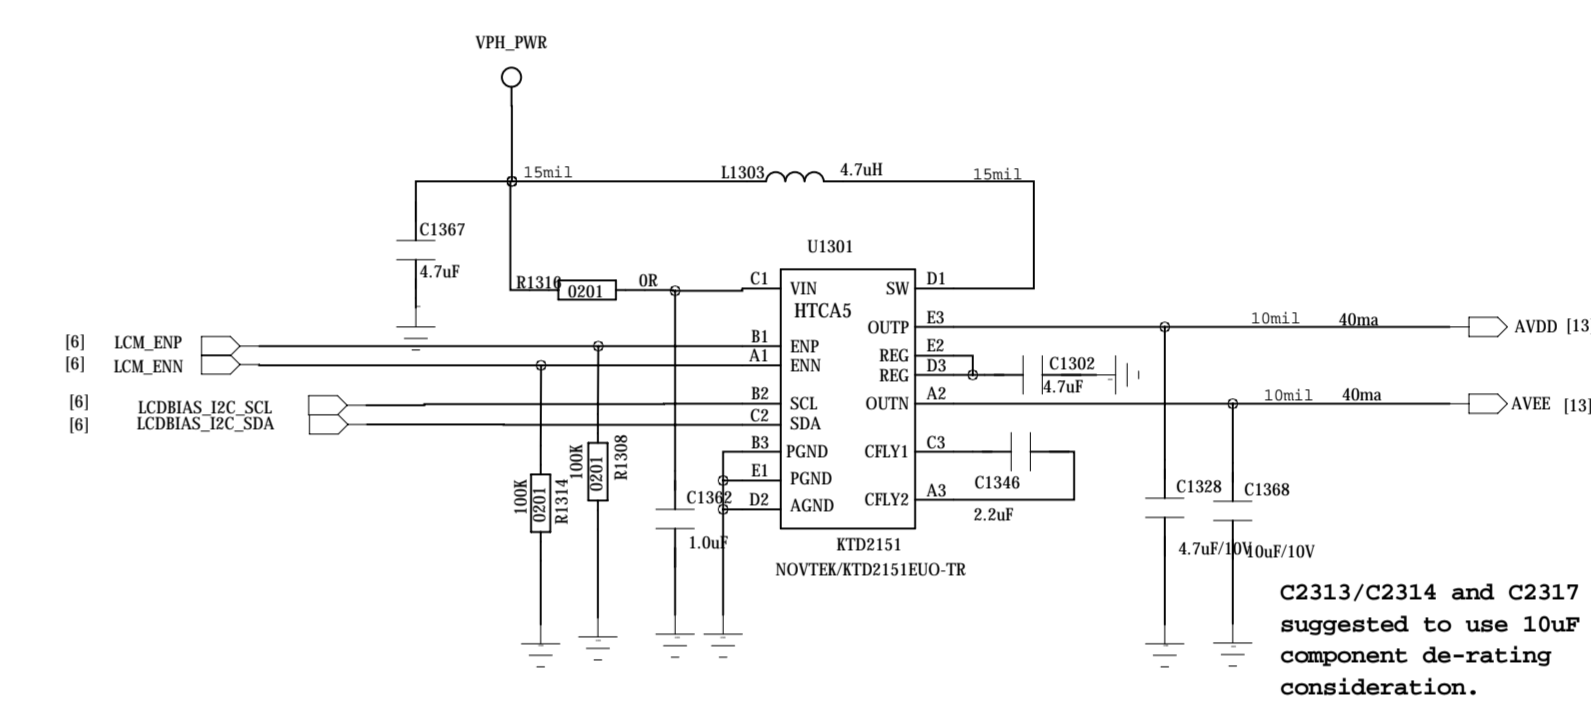 VPH_PWR
15mil
L1303
4.7uH
15mil
C1367
4.7uF
U1301
R1316
0201
0R
C1
VIN
HTCA5
SW
D1
[6] LCM_ENP
B1
ENP
OUTP
E3
10mil
40ma
AVDD [13
[6] LCM_ENN
A1
ENN
REG
E2
REG
D3
C1302
4.7uF
[6] LCDBIAS_I2C_SCL
B2
SCL
OUTN
A2
10mil
40ma
AVEE [13]
[6] LCDBIAS_I2C_SDA
C2
SDA
B3
PGND
CFLY1
C3
E1
PGND
C1346
D2
AGND
CFLY2
A3
2.2uF
100K
0201
R1314
100K
0201
R1308
C1362
1.0uF
C1328
4.7uF/10V
C1368
10uF/10V
KTD2151
NOVTEK/KTD2151EUO-TR
C2313/C2314 and C2317
suggested to use 10uF
component de-rating
consideration.